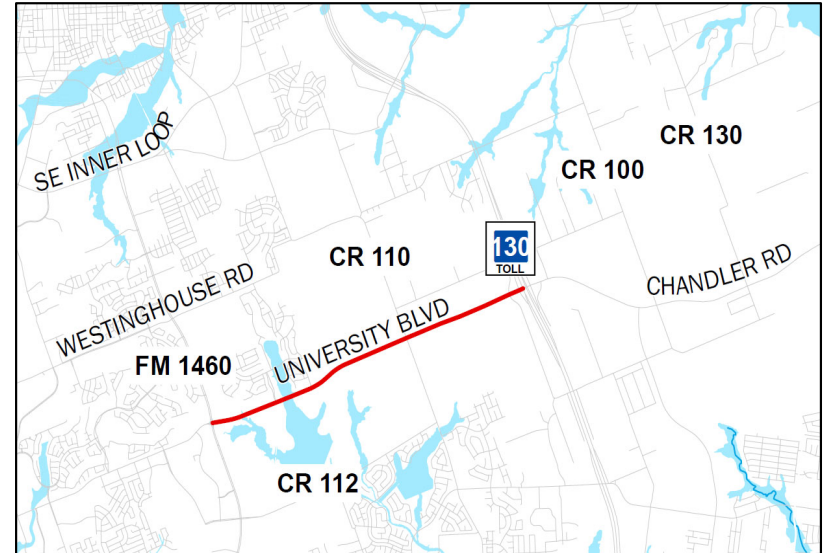 SE INNER LOOP
CR 130
CR 100
CR 110
130
TOLL
WESTINGHOUSE RD
CHANDLER RD
UNIVERSITY BLVD
FM 1460
CR 112